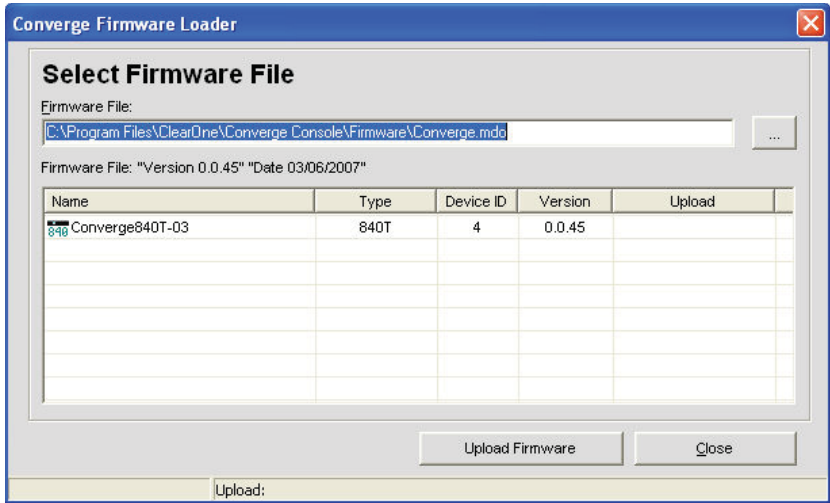 Converge Firmware Loader
Select Firmware File
Firmware File:
C:\Program Files\ClearOne\Converge Console\Firmware\Converge.mdo
...
Firmware File: "Version 0.0.45" "Date 03/06/2007"
Name Type Device ID Version Upload
840 Converge840T-03 840T 4 0.0.45
Upload Firmware Close
Upload: